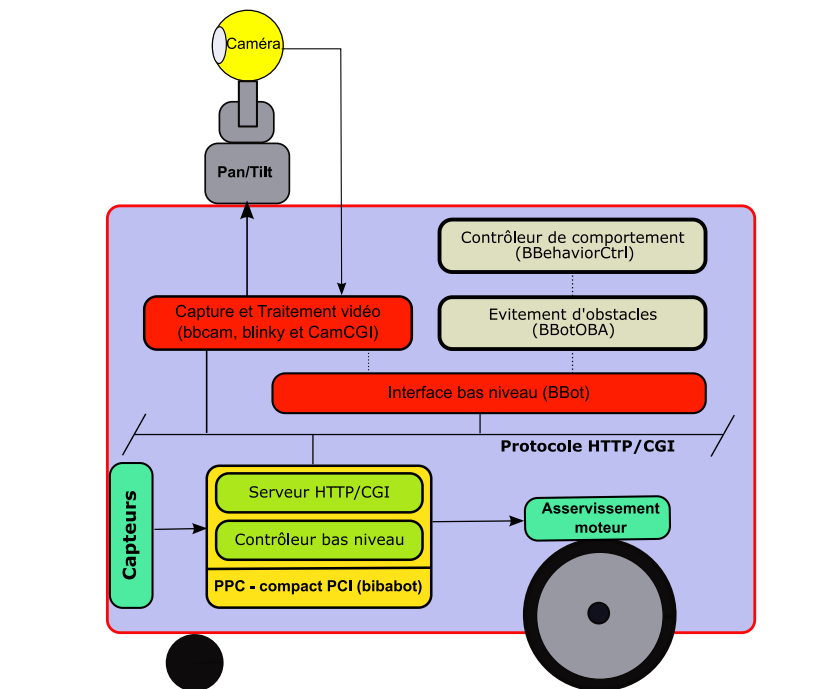 Caméra
Pan/Tilt
Contrôleur de comportement
(BBehaviorCtrl)
Capture et Traitement vidéo
(bbcam, blinky et CamCGI)
Evitement d'obstacles
(BBotOBA)
Interface bas niveau (BBot)
Protocole HTTP/CGI
Capteurs
Serveur HTTP/CGI
Contrôleur bas niveau
PPC - compact PCI (bibabot)
Asservissement
moteur